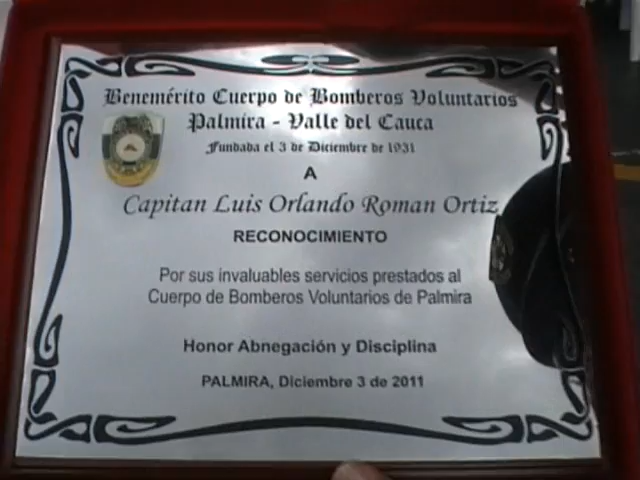 Benemérito Cuerpo de Bomberos Voluntarios
Palmira - Valle del Cauca
Fundada el 3 de Diciembre de 1931
A
Capitan Luis Orlando Roman Ortiz
RECONOCIMIENTO
Por sus invaluables servicios prestados al
Cuerpo de Bomberos Voluntarios de Palmira
Honor Abnegación y Disciplina
PALMIRA, Diciembre 3 de 2011